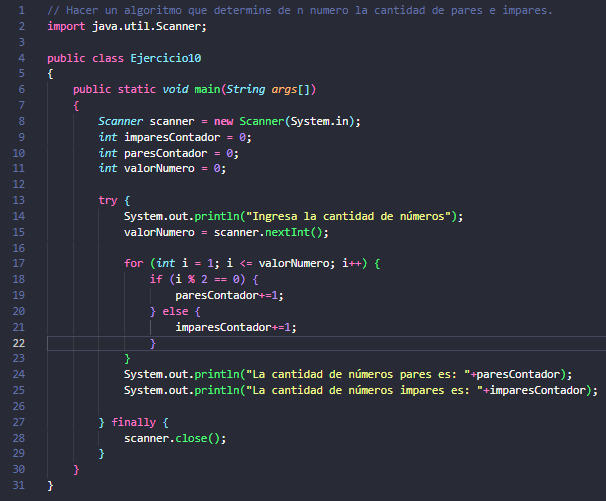 1 // Hacer un algoritmo que determine de n numero la cantidad de pares e impares.
2 import java.util.Scanner;
3
4 public class Ejercicio10
5 {
6 public static void main(String args[])
7 {
8 Scanner scanner = new Scanner(System.in);
9 int imparesContador = 0;
10 int paresContador = 0;
11 int valorNumero = 0;
12
13 try {
14 System.out.println("Ingresa la cantidad de números");
15 valorNumero = scanner.nextInt();
16
17 for (int i = 1; i <= valorNumero; i++) {
18 if (i % 2 == 0) {
19 paresContador+=1;
20 } else {
21 imparesContador+=1;
22 }
23 }
24 System.out.println("La cantidad de números pares es: "+paresContador);
25 System.out.println("La cantidad de números impares es: "+imparesContador);
26
27 } finally {
28 scanner.close();
29 }
30 }
31 }